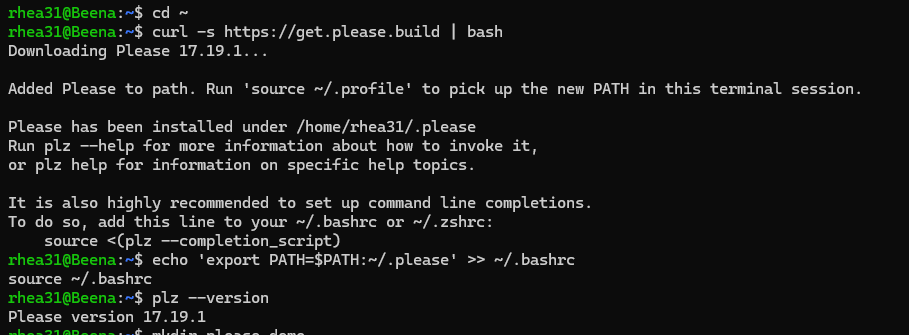 rhea31@Beena:~$ cd ~
rhea31@Beena:~$ curl -s https://get.please.build | bash
Downloading Please 17.19.1...
Added Please to path. Run 'source ~/.profile' to pick up the new PATH in this terminal session.
Please has been installed under /home/rhea31/.please
Run plz --help for more information about how to invoke it,
or plz help for information on specific help topics.
It is also highly recommended to set up command line completions.
To do so, add this line to your ~/.bashrc or ~/.zshrc:
    source <(plz --completion_script)
rhea31@Beena:~$ echo 'export PATH=$PATH:~/.please' >> ~/.bashrc
source ~/.bashrc
rhea31@Beena:~$ plz --version
Please version 17.19.1
rhea31@Beena:~$ mkdir please-demo